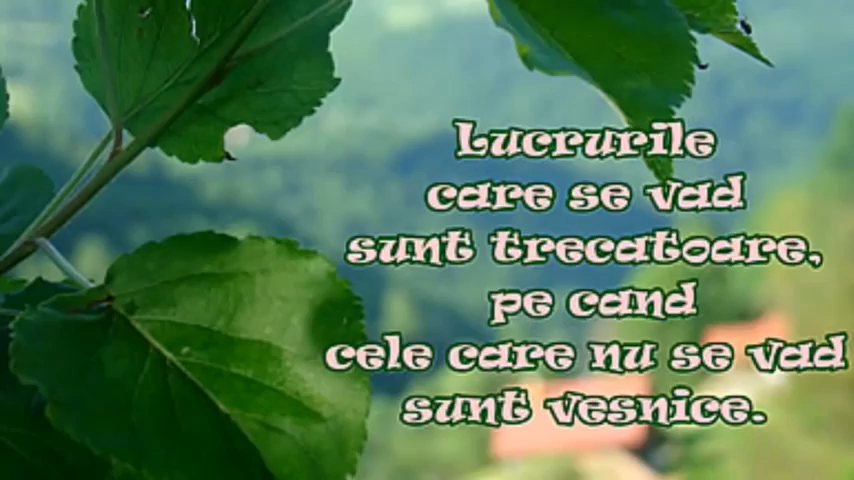 Lucrurile
care se vad
sunt trecatoare,
pe cand
cele care nu se vad
sunt vesnice.